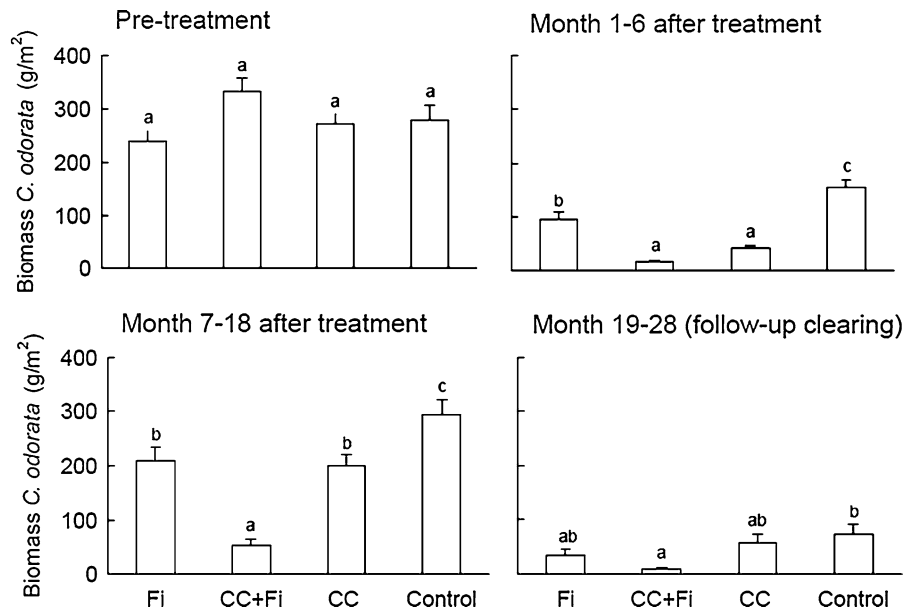 Pre-treatment
Month 1-6 after treatment
Biomass C. odorata (g/m²)
400
300
200
100
0
a
a
a
a
b
a
a
c
Month 7-18 after treatment
Month 19-28 (follow-up clearing)
Biomass C. odorata (g/m²)
400
300
200
100
0
b
a
b
c
ab
a
ab
b
Fi
CC+Fi
CC
Control
Fi
CC+Fi
CC
Control